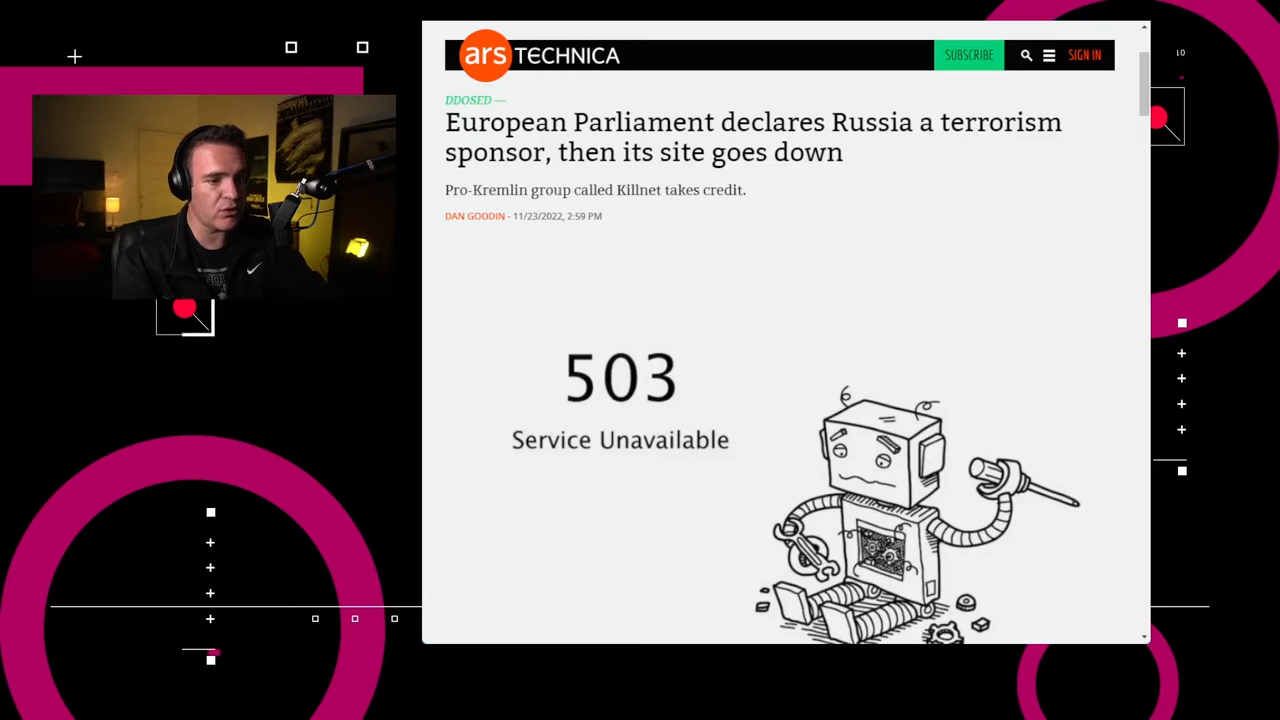 ars TECHNICA
SUBSCRIBE
SIGN IN
DDOSED —
European Parliament declares Russia a terrorism
sponsor, then its site goes down
Pro-Kremlin group called Killnet takes credit.
DAN GOODIN - 11/23/2022, 2:59 PM
503
Service Unavailable